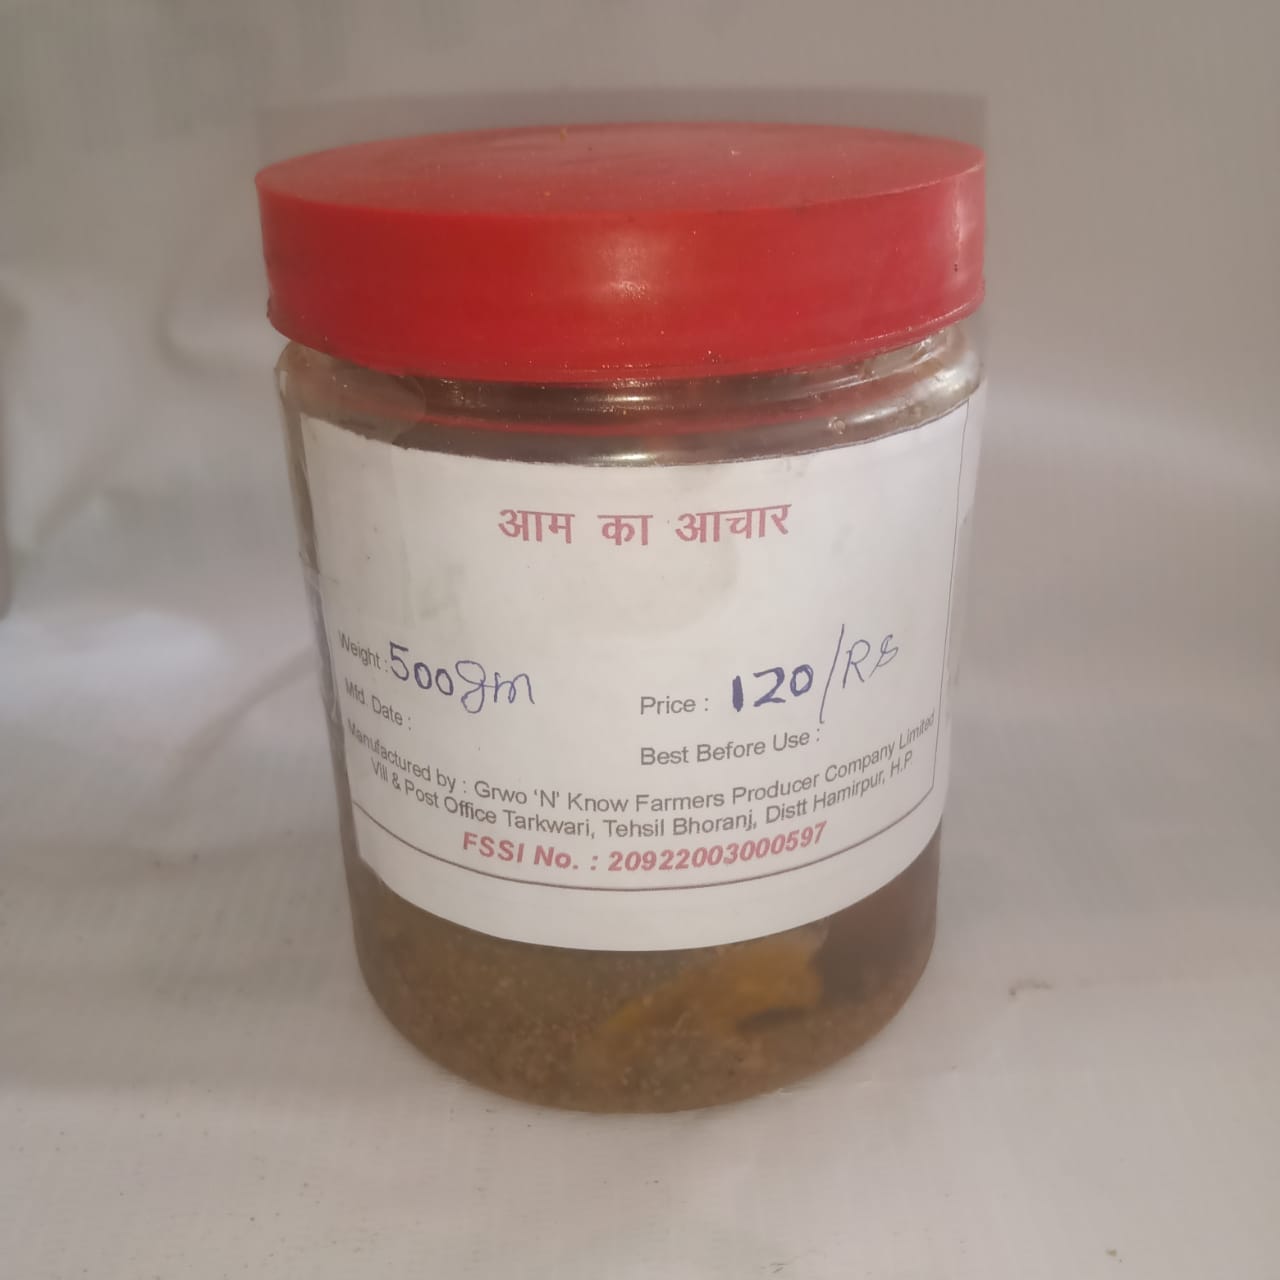 आम का आचार
Weight : 500gm
Price : 120/Rs
Mfd. Date :
Best Before Use :
Manufactured by : Grwo 'N' Know Farmers Producer Company Limited
Vill & Post Office Tarkwari, Tehsil Bhoranj, Distt Hamirpur, H.P.
FSSI No. : 20922003000597